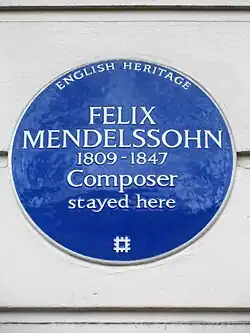 ENGLISH HERITAGE
FELIX
MENDELSSOHN
1809-1847
Composer
stayed here